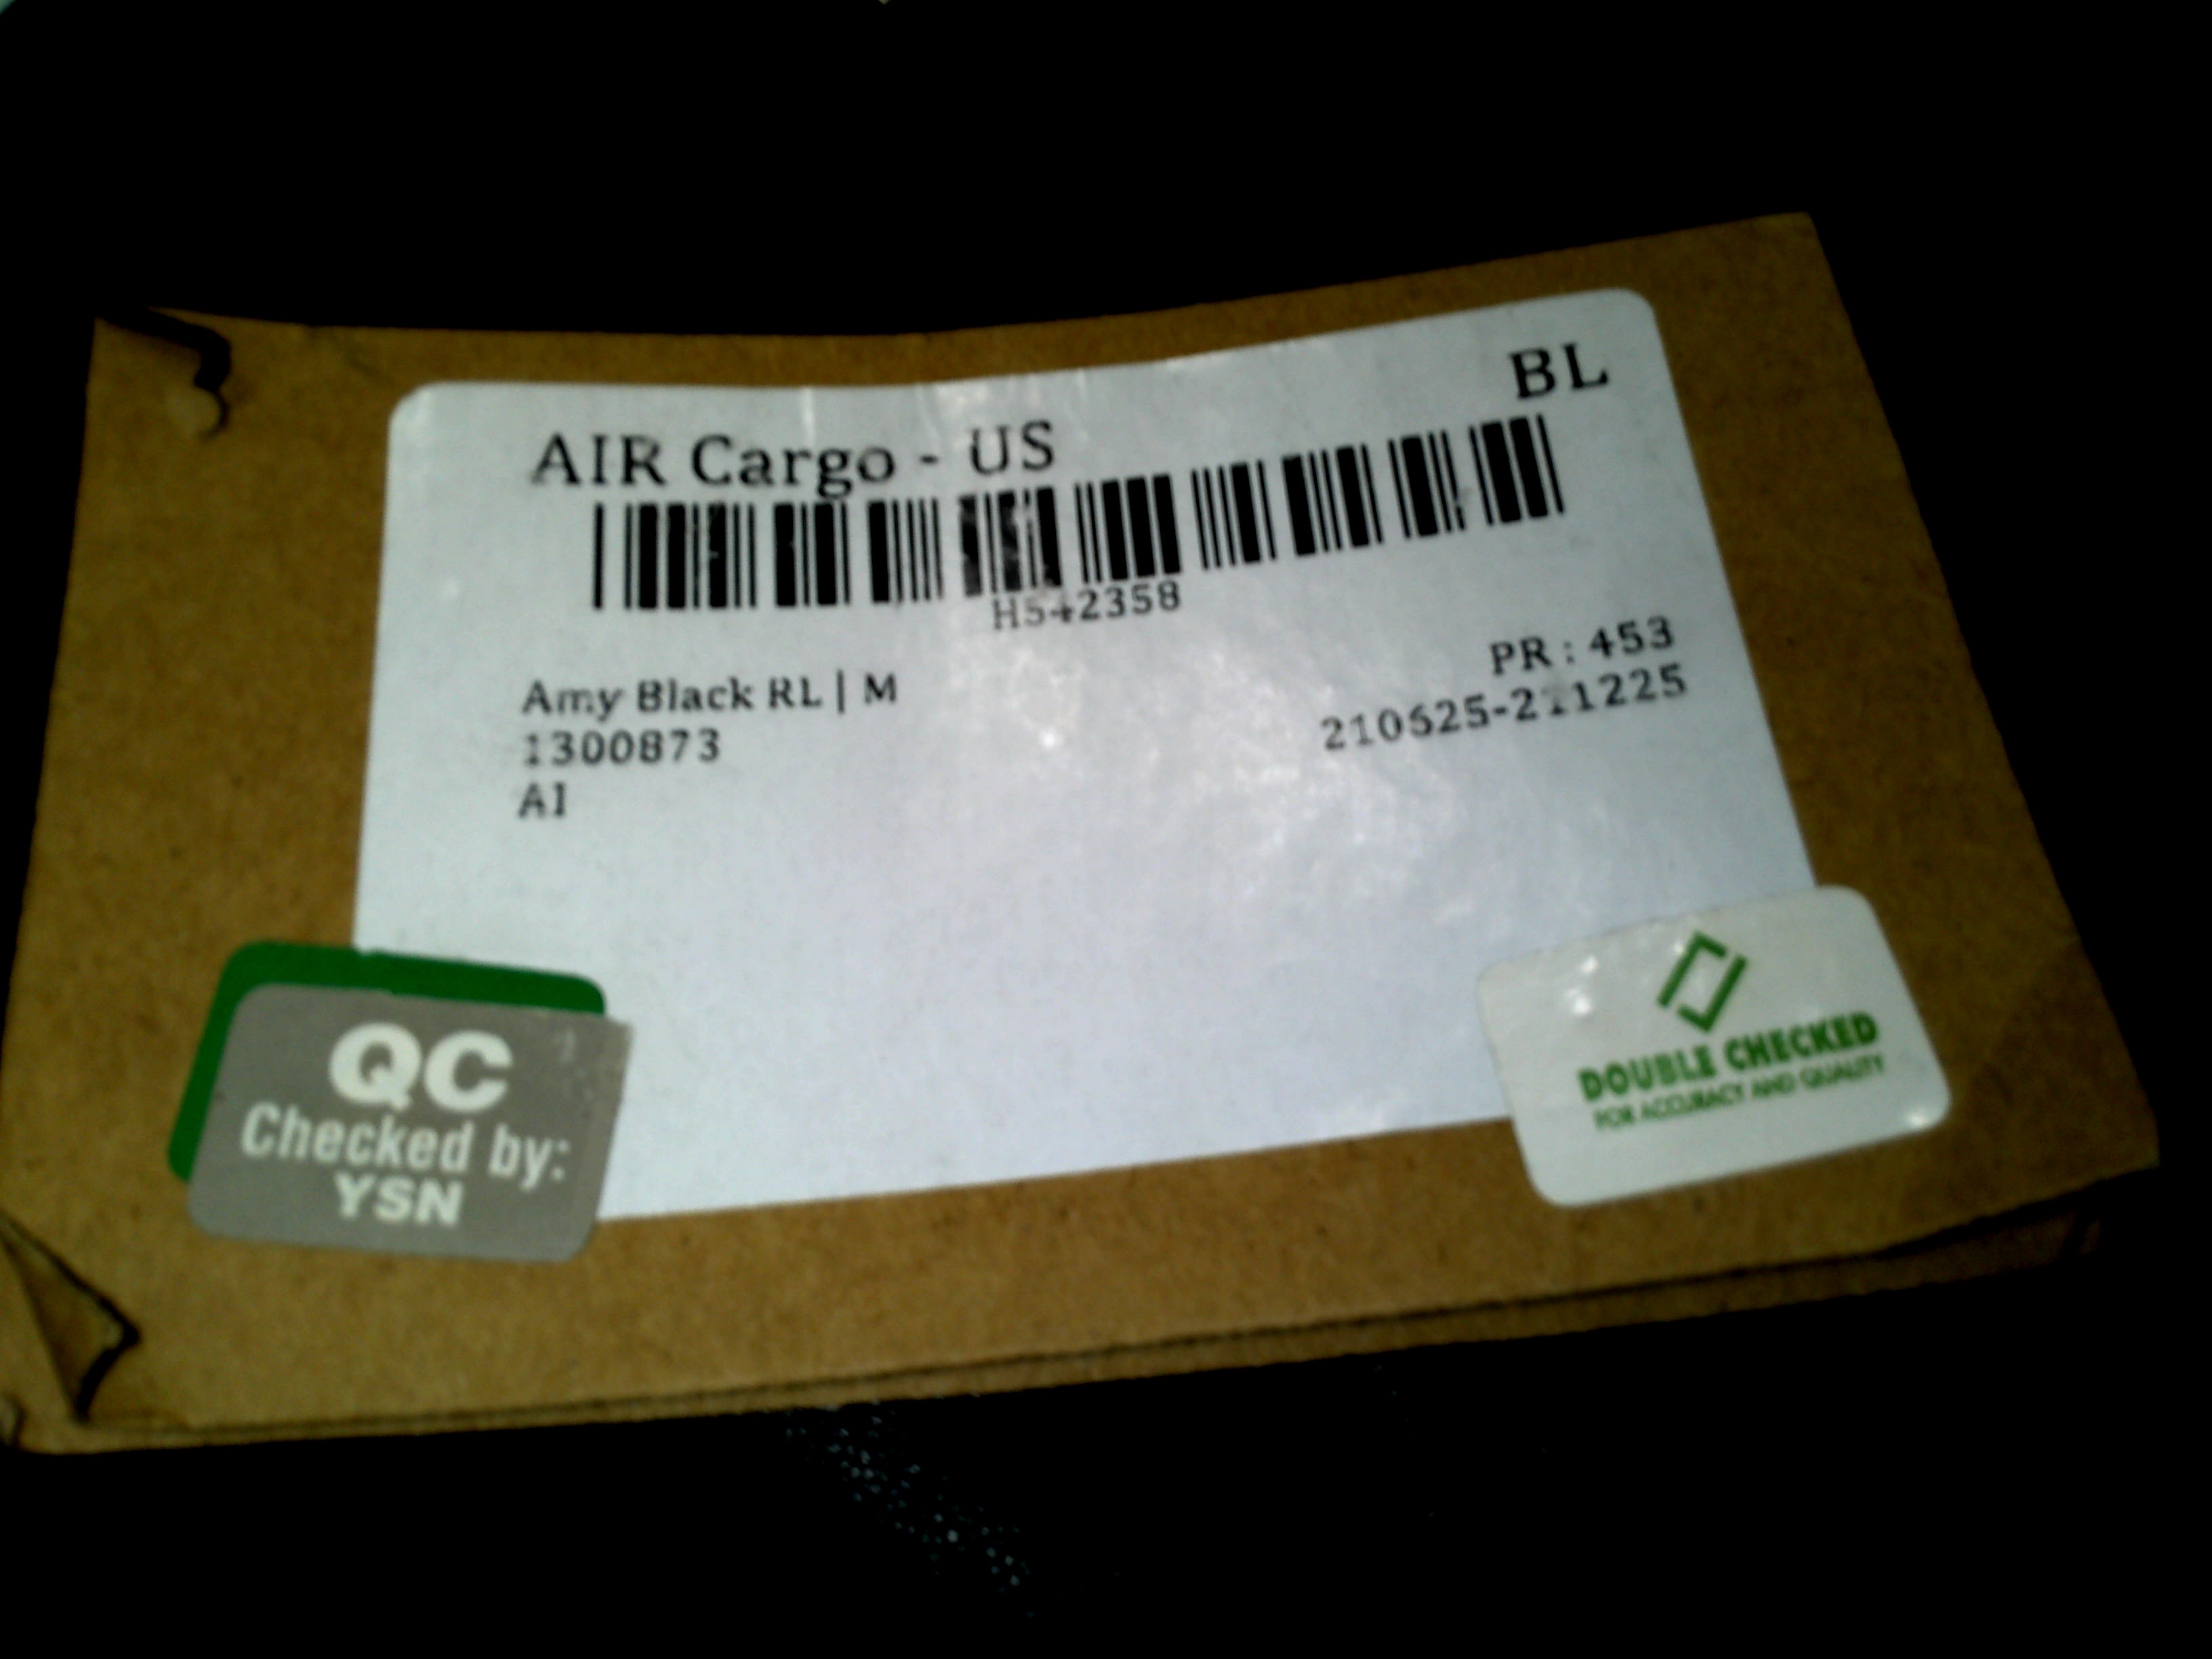 BL
AIR Cargo - US
H542358
PR : 453
Amy Black RL | M
210625-211225
1300873
AI
QC
Checked by:
YSN
DOUBLE CHECKED
FOR ACCURACY AND QUALITY